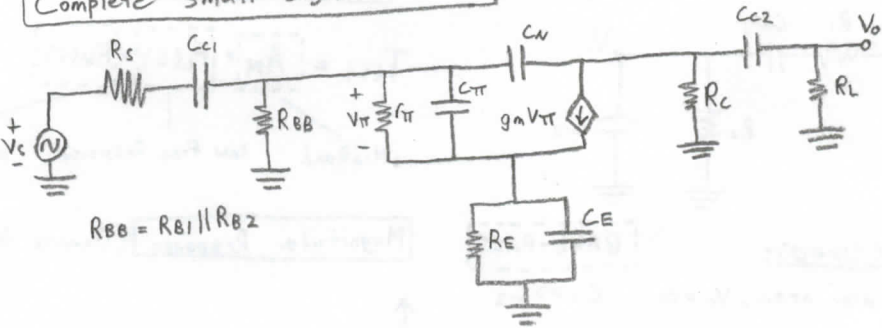 Complete small
Rs
Cc1
CN
Cc2
Vo
+
Vs
-
RBB
+
Vπ
-
rπ
Cπ
gmVπ
Rc
RL
RE
CE
RBB = RB1 || RB2